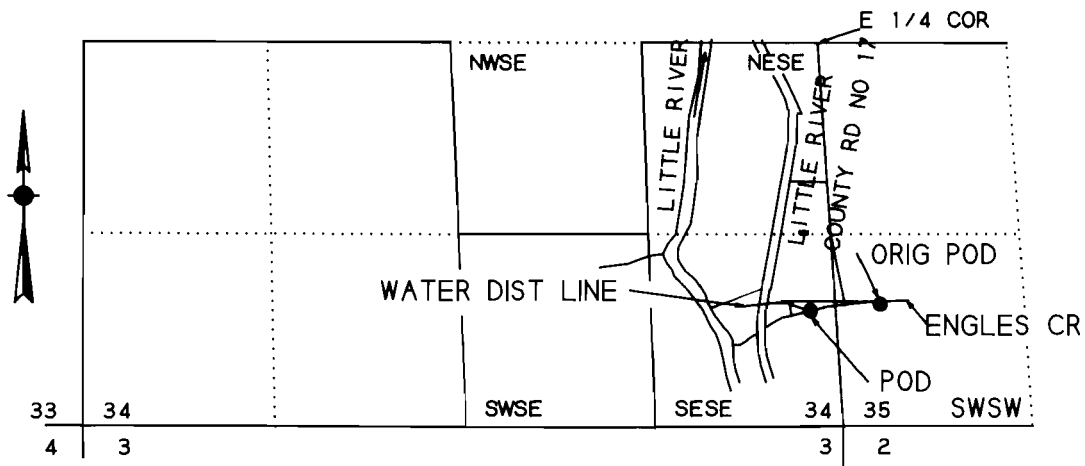 E 1/4 COR
NWSE
NESE
LITTLE RIVER
LITTLE RIVER
COUNTY RD NO 17
ORIG POD
WATER DIST LINE
ENGLES CR
POD
33 34
SWSE
SESE
34 35
SWSW
4 3
3 2